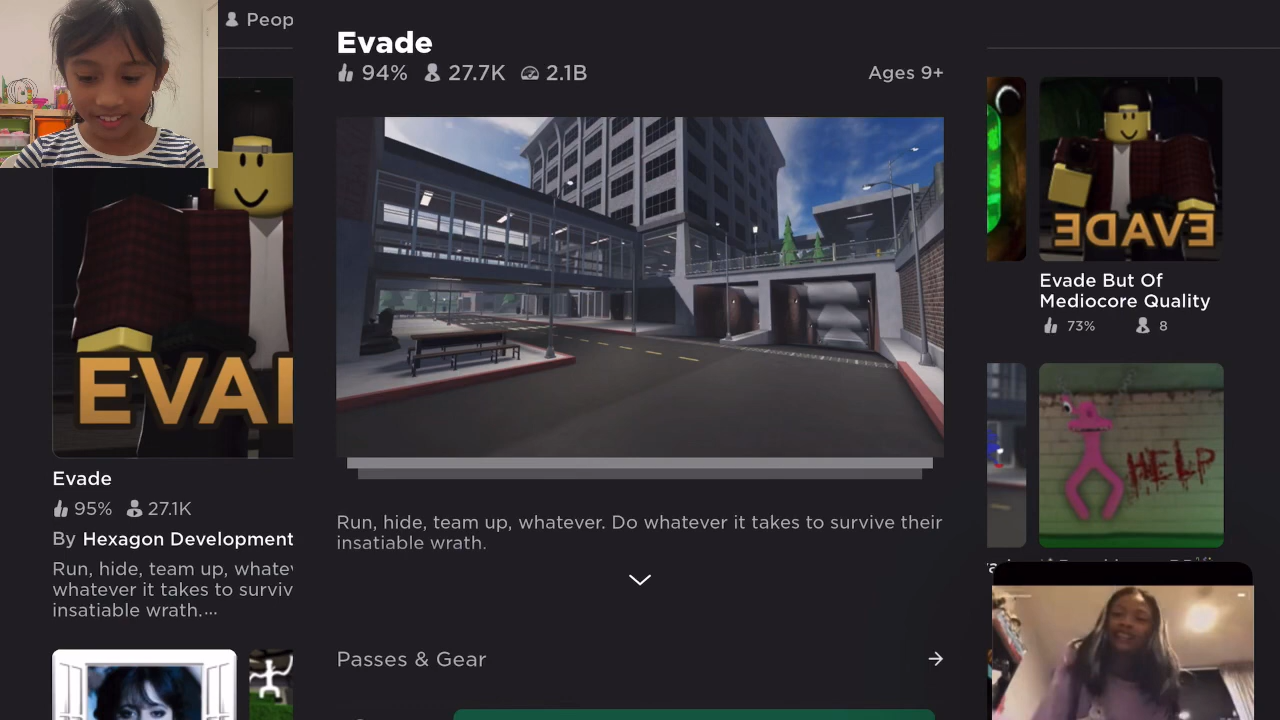 Peop
Evade
94% 27.7K 2.1B
Ages 9+
EVAI
Evade
95% 27.1K
By Hexagon Development
Run, hide, team up, whatev
whatever it takes to surviv
insatiable wrath....
Run, hide, team up, whatever. Do whatever it takes to survive their
insatiable wrath.
Passes & Gear
EVADE
Evade But Of
Mediocore Quality
73% 8
HELP